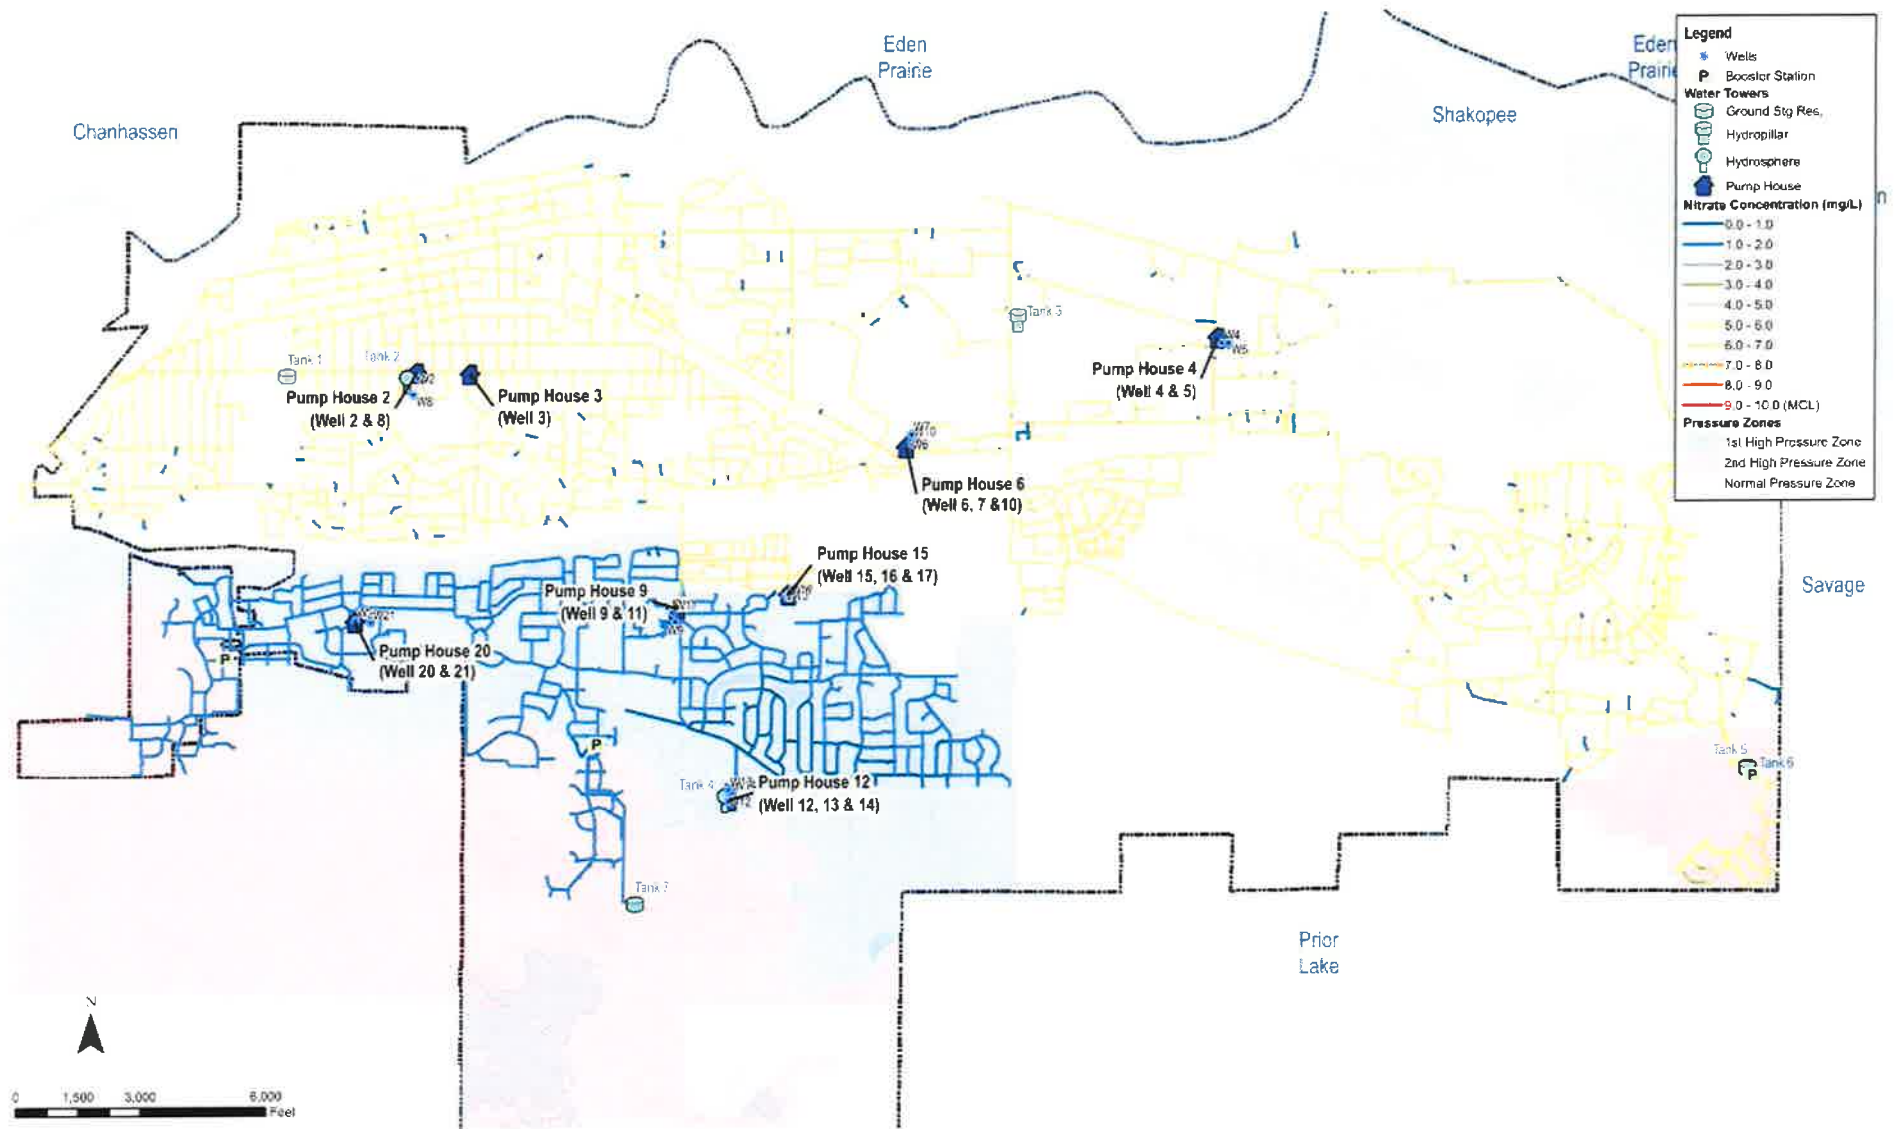 Eden
Prairie
Chanhassen
Shakopee
Eden
Prairie
Legend
Wells
P Booster Station
Water Towers
Ground Stg Res.
Hydropillar
Hydrosphere
Pump House
Nitrate Concentration (mg/L)
0.0 - 1.0
1.0 - 2.0
2.0 - 3.0
3.0 - 4.0
4.0 - 5.0
5.0 - 6.0
6.0 - 7.0
7.0 - 8.0
8.0 - 9.0
9.0 - 10.0 (MCL)
Pressure Zones
1st High Pressure Zone
2nd High Pressure Zone
Normal Pressure Zone
n
Tank 3
W4
W5
Pump House 4
(Well 4 & 5)
Tank 1
Tank 2
W8
Pump House 2
(Well 2 & 8)
Pump House 3
(Well 3)
W6
Pump House 6
(Well 6, 7 &10)
Pump House 15
(Well 15, 16 & 17)
Pump House 9
(Well 9 & 11)
W9
Pump House 20
(Well 20 & 21)
P
P
Savage
Tank 4
Pump House 12
(Well 12, 13 & 14)
Tank 5
Tank 6
P
Tank 7
Prior
Lake
N
0 1,500 3,000 6,000
Feet